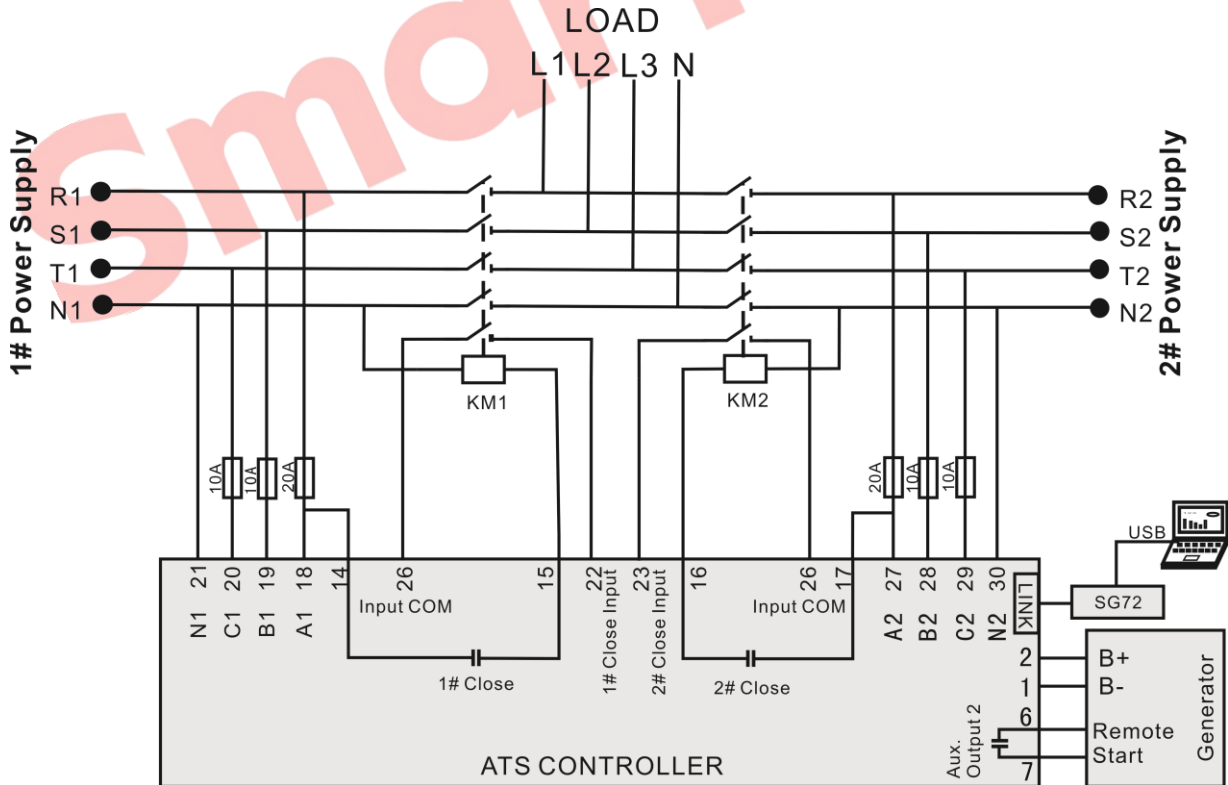 Smar
LOAD
L1 L2 L3 N
1# Power Supply
R1
S1
T1
N1
2# Power Supply
R2
S2
T2
N2
KM1
KM2
10A
10A
20A
20A
10A
10A
USB
21
20
19
18
14
26
15
22
23
16
26
17
27
28
29
30
LINK
SG72
N1
C1
B1
A1
Input COM
1# Close Input
2# Close Input
Input COM
A2
B2
C2
N2
1# Close
2# Close
2
1
6
7
B+
B-
Remote
Start
Generator
Aux.
Output 2
ATS CONTROLLER